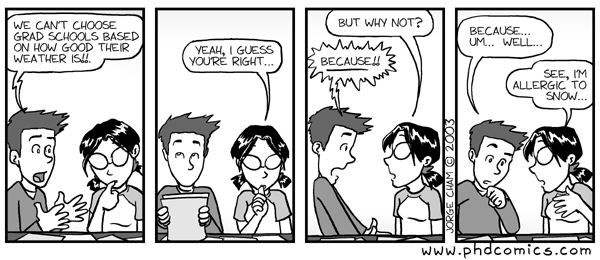 WE CAN'T CHOOSE
GRAD SCHOOLS BASED
ON HOW GOOD THEIR
WEATHER IS!!.
YEAH, I GUESS
YOU'RE RIGHT...
BUT WHY NOT?
BECAUSE!!
JORGE CHAM © 2003
BECAUSE...
UM... WELL...
SEE, I'M
ALLERGIC TO
SNOW...
www.phdcomics.com